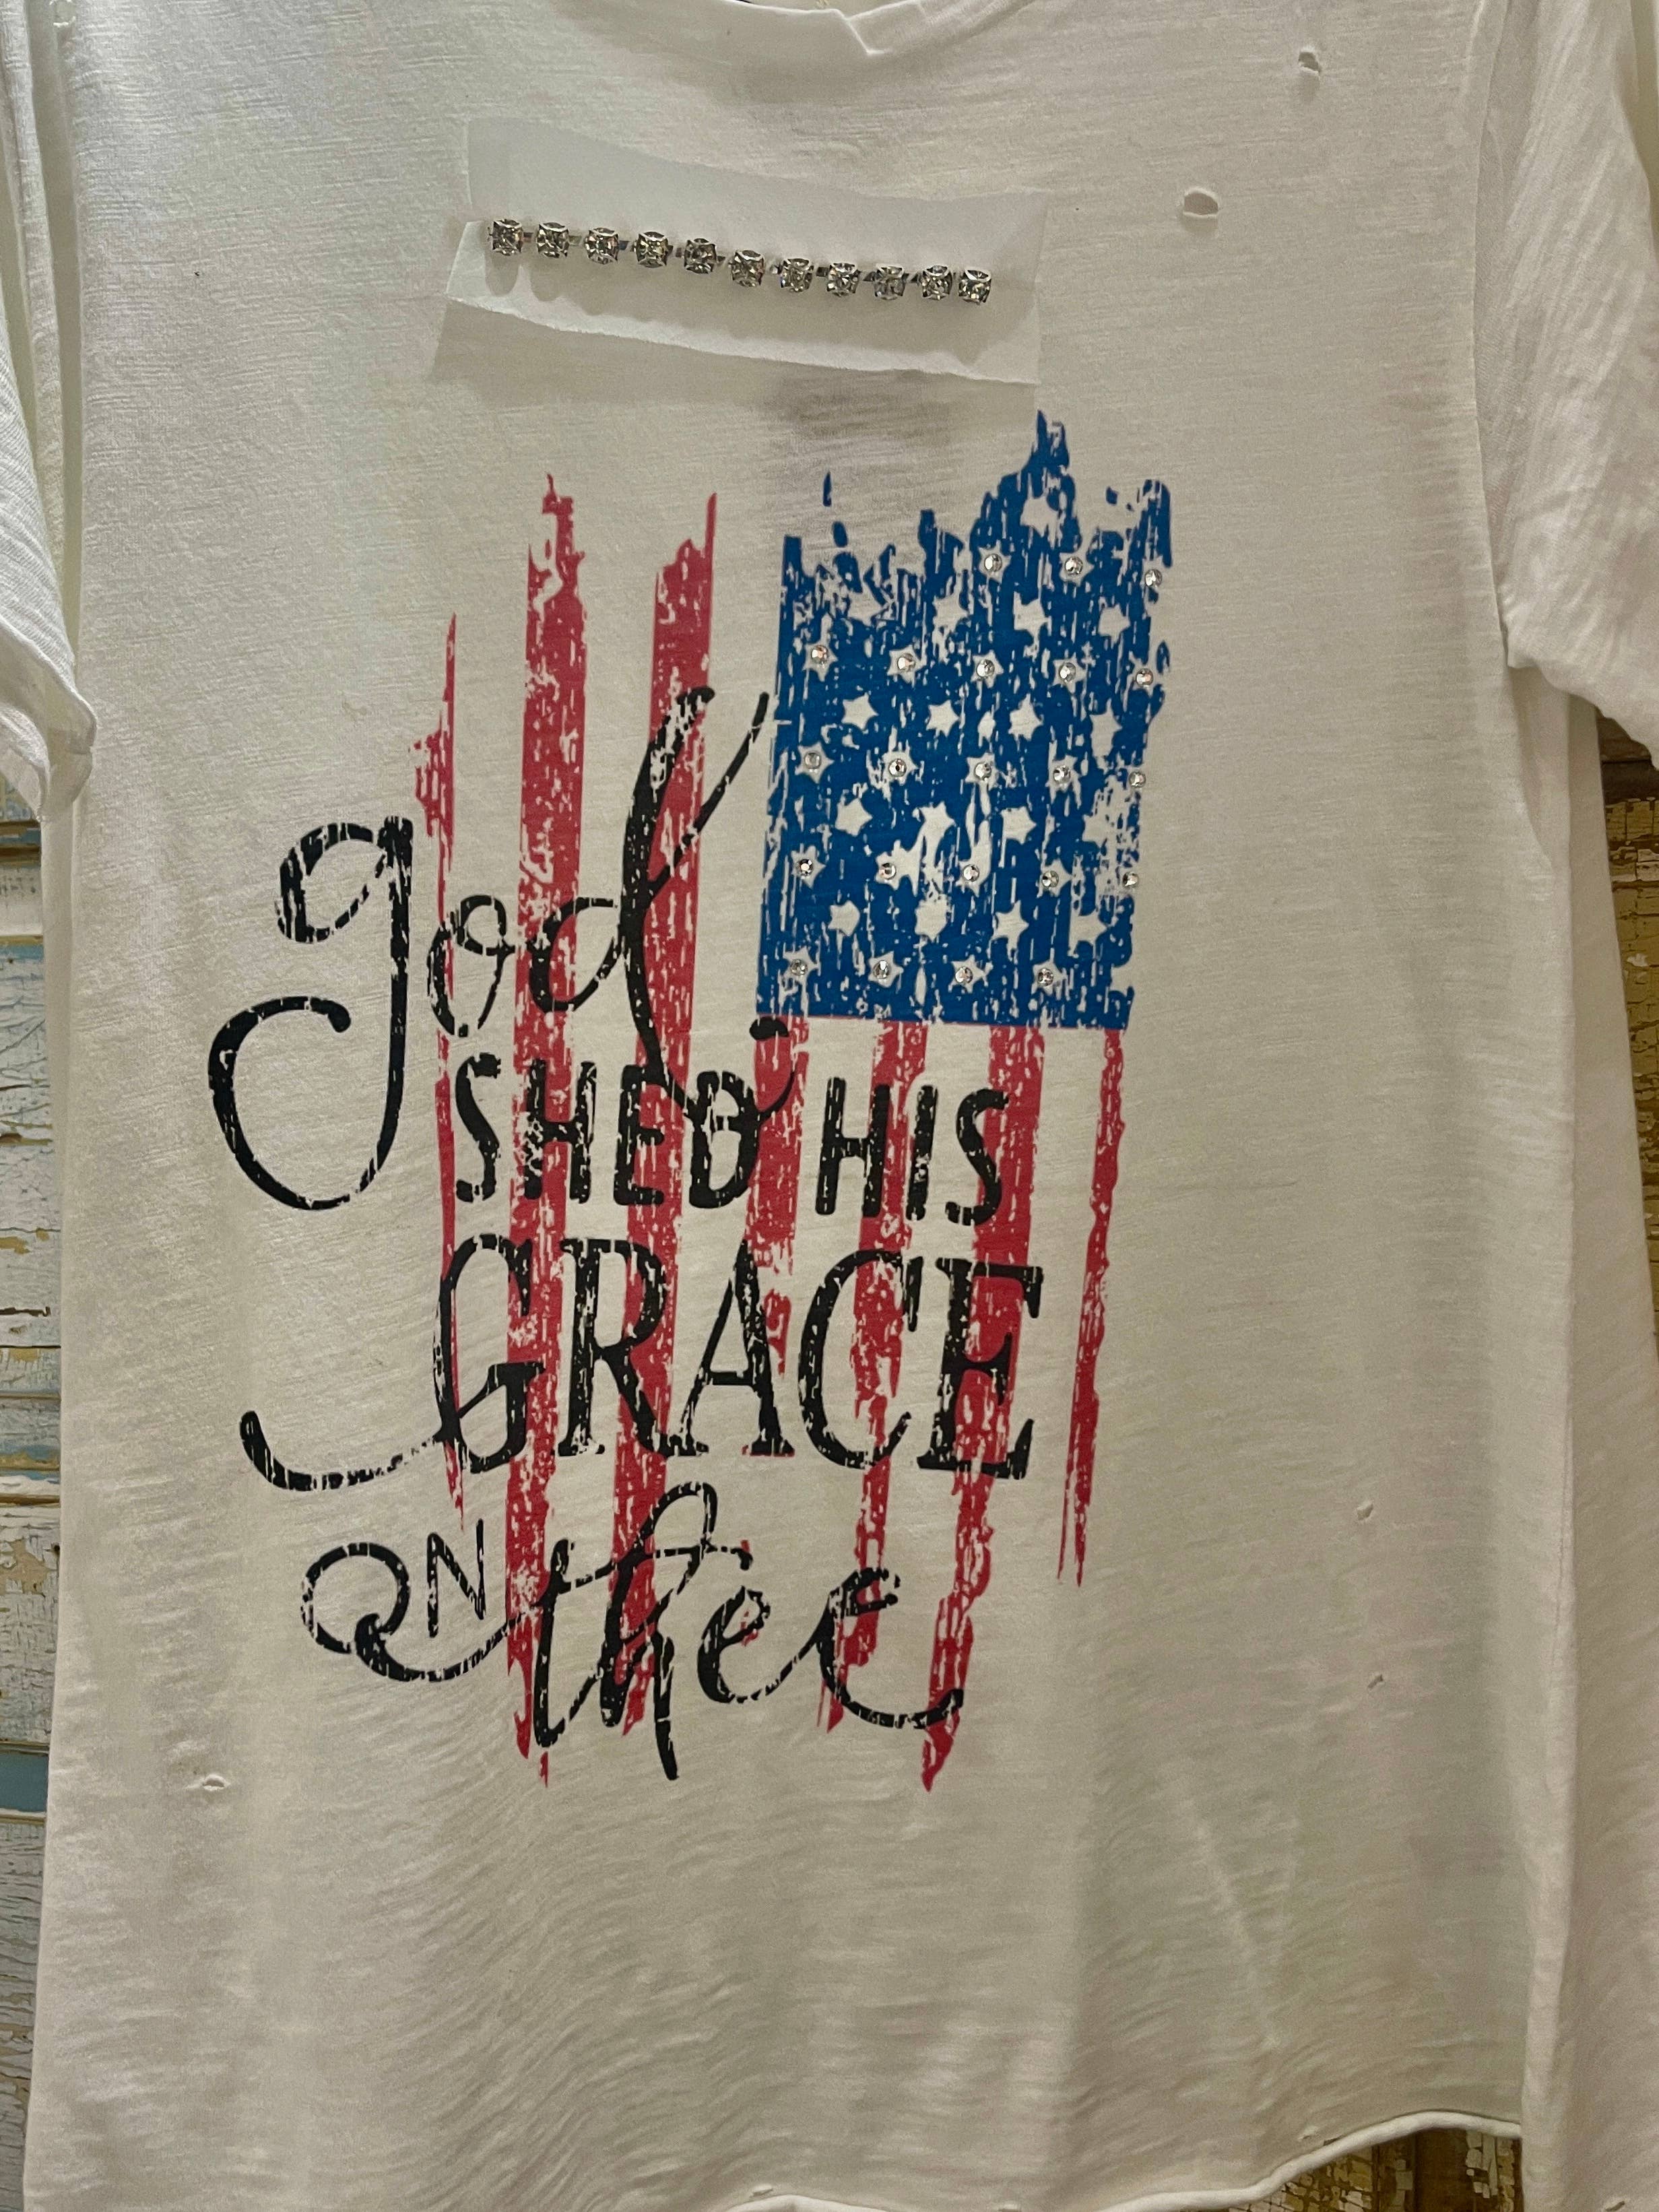 god
SHED HIS
GRACE
ON thee